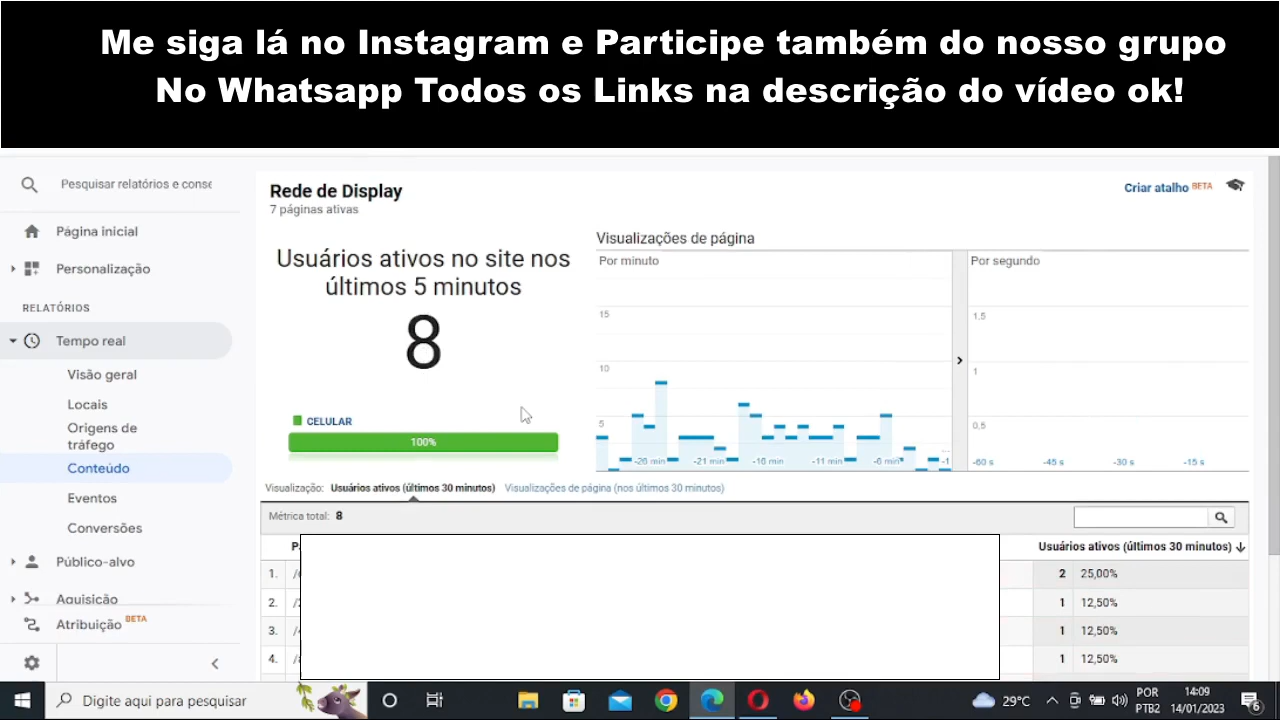 Me siga lá no Instagram e Participe também do nosso grupo
No Whatsapp Todos os Links na descrição do vídeo ok!
Pesquisar relatórios e conse
Página inicial
Personalização
RELATÓRIOS
Tempo real
Visão geral
Locais
Origens de
tráfego
Conteúdo
Eventos
Conversões
Público-alvo
Aquisição
Atribuição BETA
Rede de Display
7 páginas ativas
Criar atalho BETA
Usuários ativos no site nos
últimos 5 minutos
8
CELULAR
100%
Visualizações de página
Por minuto
15
10
5
-26 min -21 min -16 min -11 min -6 min -1
Por segundo
1,5
1
0,5
-60 s -45 s -30 s -15 s
Visualização: Usuários ativos (últimos 30 minutos) Visualizações de página (nos últimos 30 minutos)
Métrica total: 8
Usuários ativos (últimos 30 minutos)
1. 2 25,00%
2. 1 12,50%
3. 1 12,50%
4. 1 12,50%
Digite aqui para pesquisar
29°C
POR
PTB2
14:09
14/01/2023
6